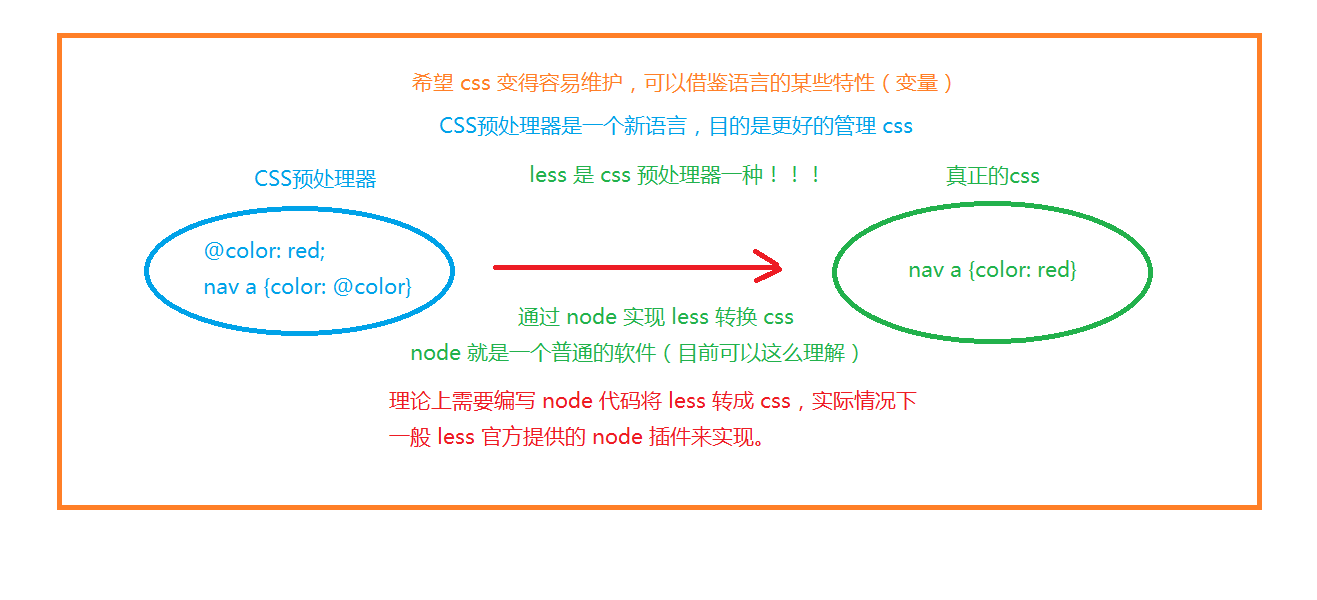 希望 css 变得容易维护，可以借鉴语言的某些特性（变量）
CSS预处理器是一个新语言，目的是更好的管理 css
less 是 css 预处理器一种！！！
CSS预处理器
真正的css
@color: red;
nav a {color: @color}
nav a {color: red}
通过 node 实现 less 转换 css
node 就是一个普通的软件（目前可以这么理解）
理论上需要编写 node 代码将 less 转成 css，实际情况下
一般 less 官方提供的 node 插件来实现。